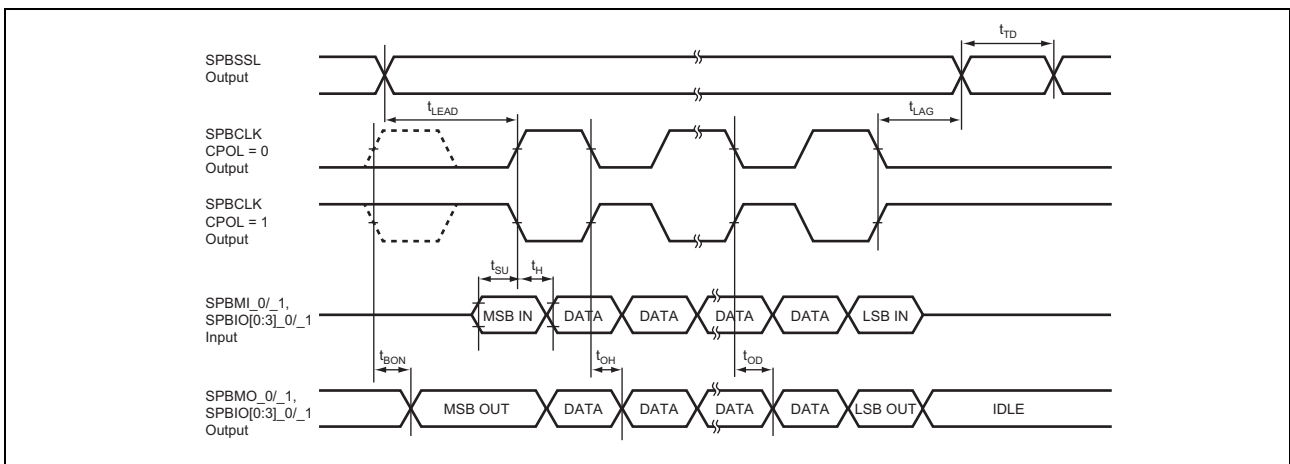 tTD
SPBSSL
Output
tLEAD
tLAG
SPBCLK
CPOL = 0
Output
SPBCLK
CPOL = 1
Output
tSU tH
SPBMI_0/_1,
SPBIO[0:3]_0/_1
Input
MSB IN DATA DATA DATA DATA LSB IN
tBON tOH tOD
SPBMO_0/_1,
SPBIO[0:3]_0/_1
Output
MSB OUT DATA DATA DATA DATA LSB OUT IDLE